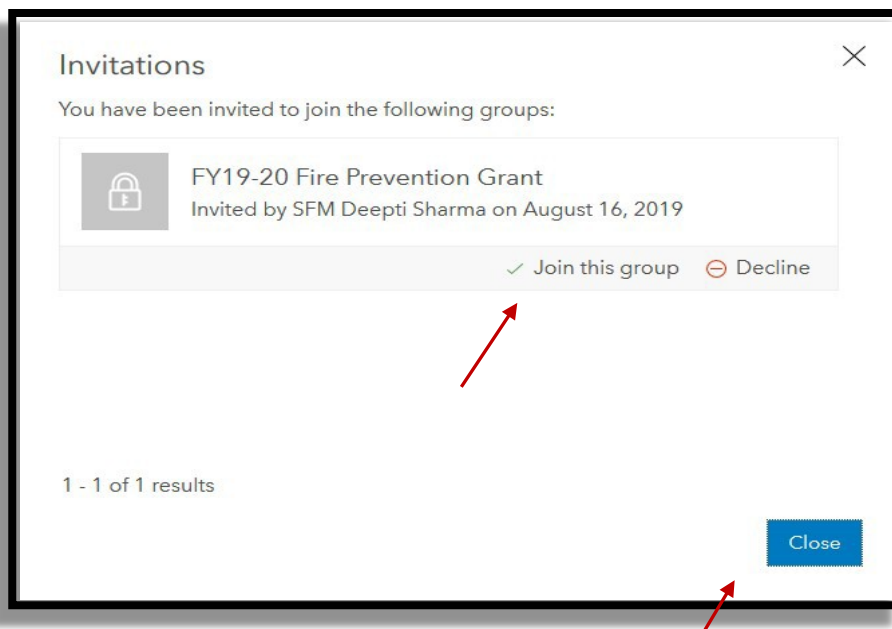 Invitations
You have been invited to join the following groups:
FY19-20 Fire Prevention Grant
Invited by SFM Deepti Sharma on August 16, 2019
Join this group Decline
1 - 1 of 1 results
Close